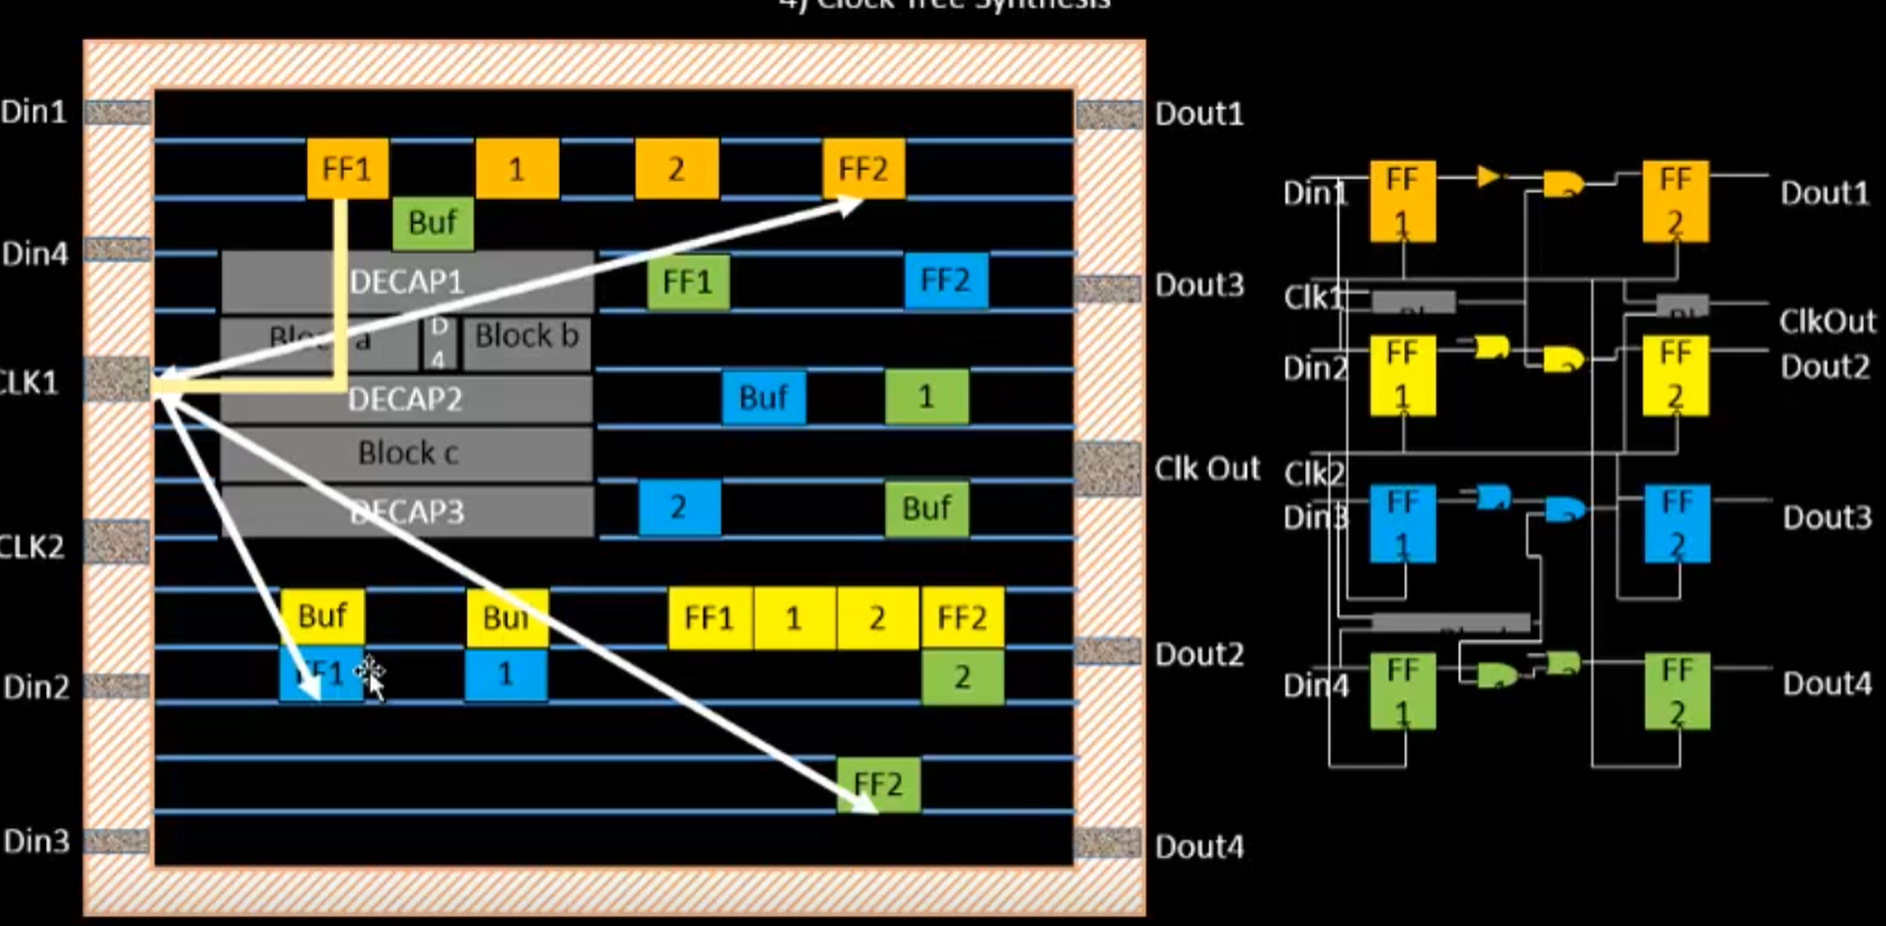 4) Clock Tree Synthesis
Din1
Dout1
FF1 1 2 FF2
Buf
Din4
DECAP1
FF1
FF2
Dout3
D
4
Block b
CLK1
DECAP2
Buf
1
Block c
Clk Out
DECAP3
2
Buf
CLK2
Buf
FF1 1 2 FF2
Dout2
1
2
Din2
FF2
Din3
Dout4
Din1
FF
1
FF
2
Dout1
Clk1
ClkOut
Din2
FF
1
FF
2
Dout2
Clk2
Din3
FF
1
FF
2
Dout3
Din4
FF
1
FF
2
Dout4